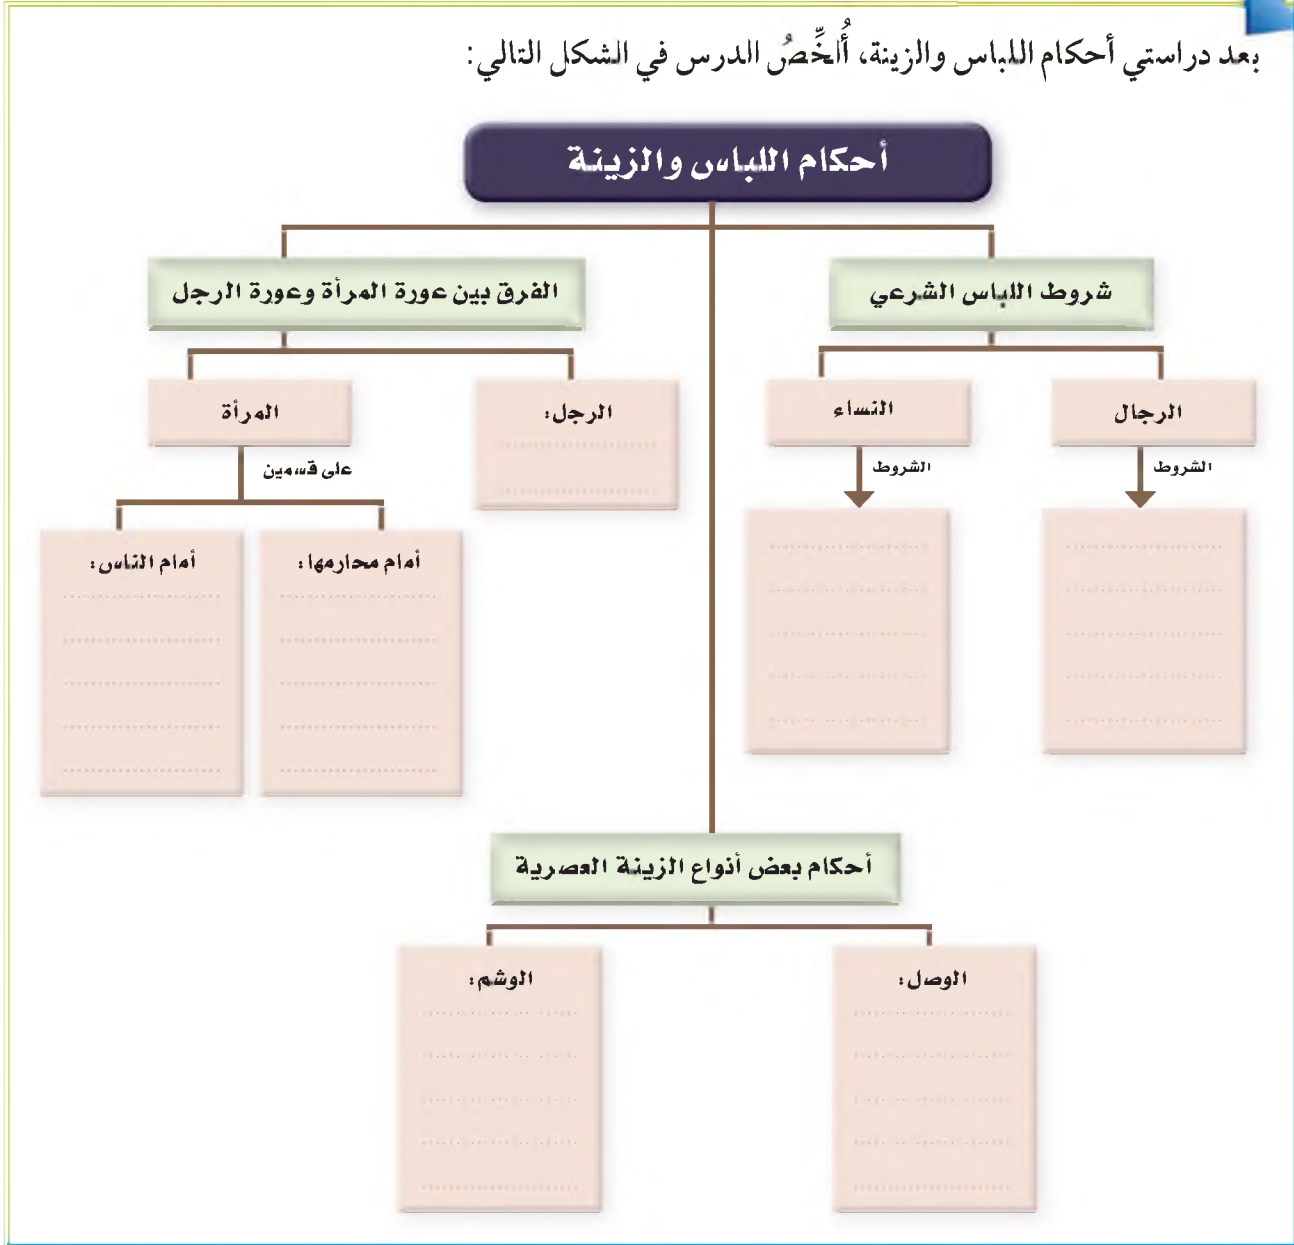 بعد دراستي أحكام اللباس والزينة، أُلخِّصُ الدرس في الشكل التالي:
أحكام اللباس والزينة
شروط اللباس الشرعي
الفرق بين عورة المرأة وعورة الرجل
الرجال
النساء
الرجل:
المرأة
الشروط
الشروط
على قسمين
أمام محارمها:
أمام الناس:
أحكام بعض أنواع الزينة العصرية
الوصل:
الوشم: